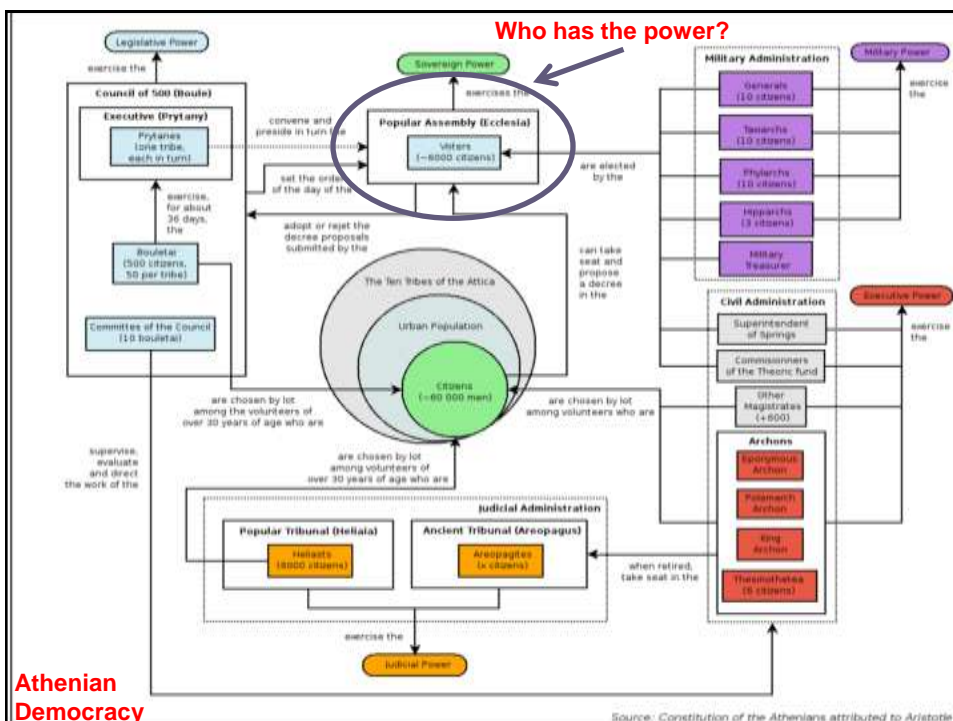 Who has the power?
Legislative Power
exercise the
Council of 500 (Boule)
Executive (Prytany)
Prytanes
(one tribe,
each in turn)
exercise,
for about
36 days,
the
Bouletai
(500 citizens,
50 per tribe)
Committee of the Council
(10 bouletai)
convene and
preside in turn the
set the order
of the day of the
adopt or rejet the
decree proposals
submitted by the
Sovereign Power
exercises the
Popular Assembly (Ecclesia)
Voters
(~6000 citizens)
are elected
by the
can take
seat and
propose
a decree
in the
Military Administration
Generals
(10 citizens)
Taxiarchs
(10 citizens)
Phylarchs
(10 citizens)
Hipparchs
(2 citizens)
Military
Treasurer
Military Power
exercise
the
The Ten Tribes of the Attica
Urban Population
Citizens
(~60 000 men)
Civil Administration
Superintendent
of Springs
Commisionners
of the Theoric fund
Other
Magistrates
(+600)
Archons
Eponymous
Archon
Polemarch
Archon
King
Archon
Thesmothetea
(6 citizens)
Executive Power
exercise
the
are chosen by lot
among the volunteers of
over 30 years of age who are
are chosen by lot
among volunteers who are
supervise,
evaluate
and direct
the work of the
are chosen by lot
among volunteers of
over 30 years of age who are
Judicial Administration
Popular Tribunal (Heliaia)
Heliasts
(6000 citizens)
Ancient Tribunal (Areopagus)
Areopagites
(x citizens)
when retired,
take seat in the
exercise the
Judicial Power
Athenian
Democracy
Source: Constitution of the Athenians attributed to Aristotle